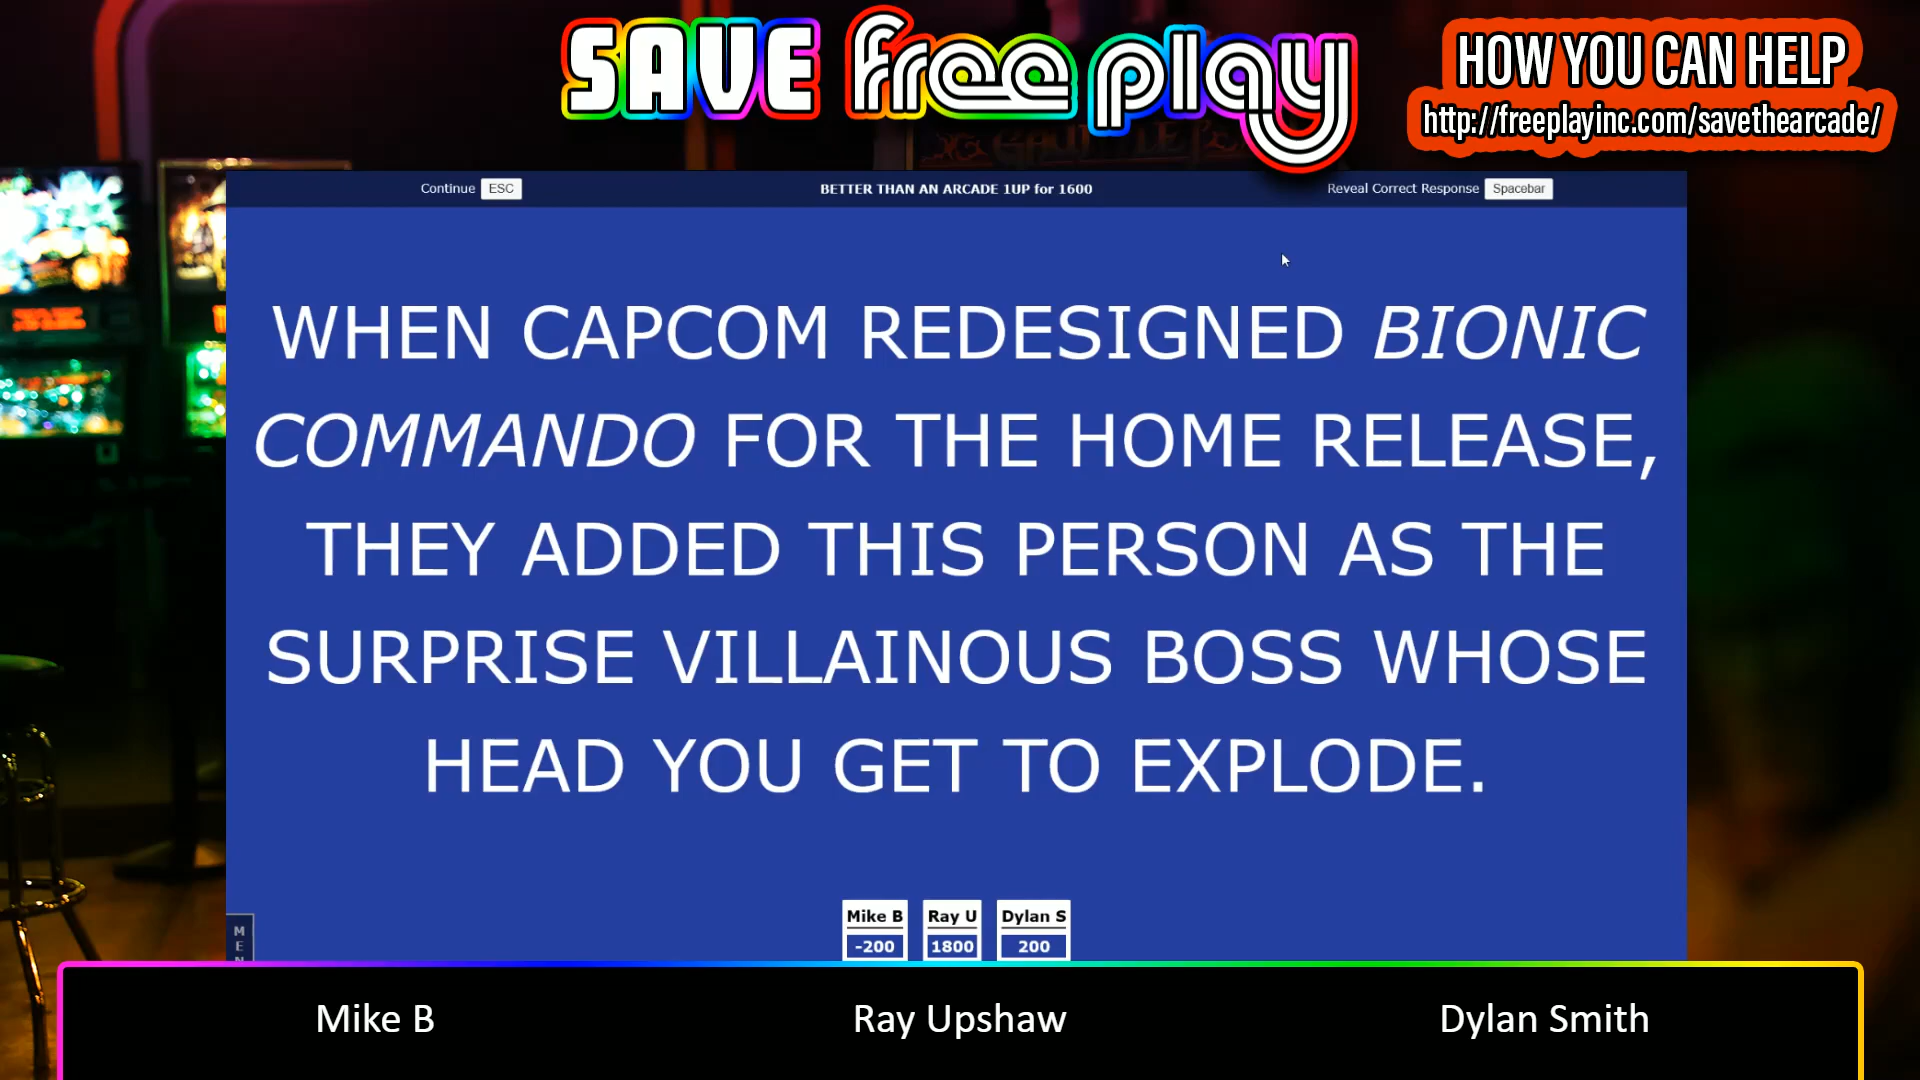 SAVE free play
HOW YOU CAN HELP
http://freeplayinc.com/savethearcade/
Continue ESC
BETTER THAN AN ARCADE 1UP for 1600
Reveal Correct Response Spacebar
WHEN CAPCOM REDESIGNED BIONIC
COMMANDO FOR THE HOME RELEASE,
THEY ADDED THIS PERSON AS THE
SURPRISE VILLAINOUS BOSS WHOSE
HEAD YOU GET TO EXPLODE.
M
E
N
Mike B Ray U Dylan S
-200 1800 200
Mike B Ray Upshaw Dylan Smith